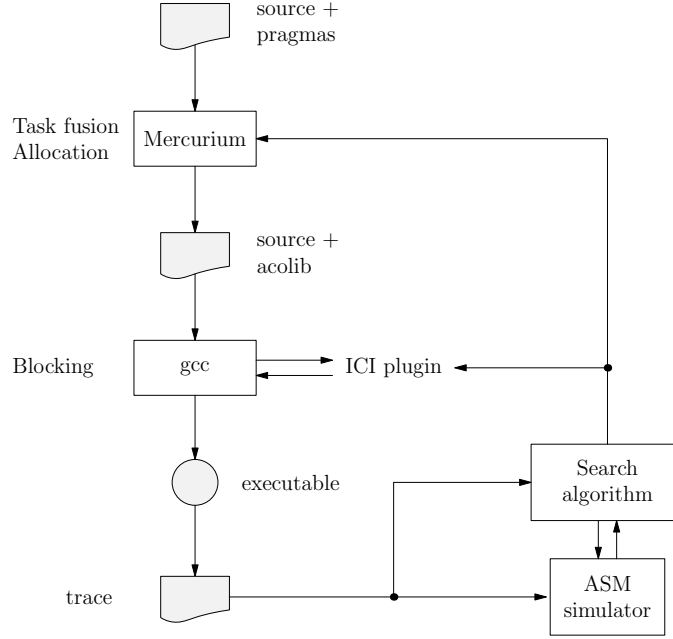 source +
pragmas
Task fusion
Allocation
Mercurium
source +
acolib
Blocking
gcc
ICI plugin
executable
Search
algorithm
trace
ASM
simulator